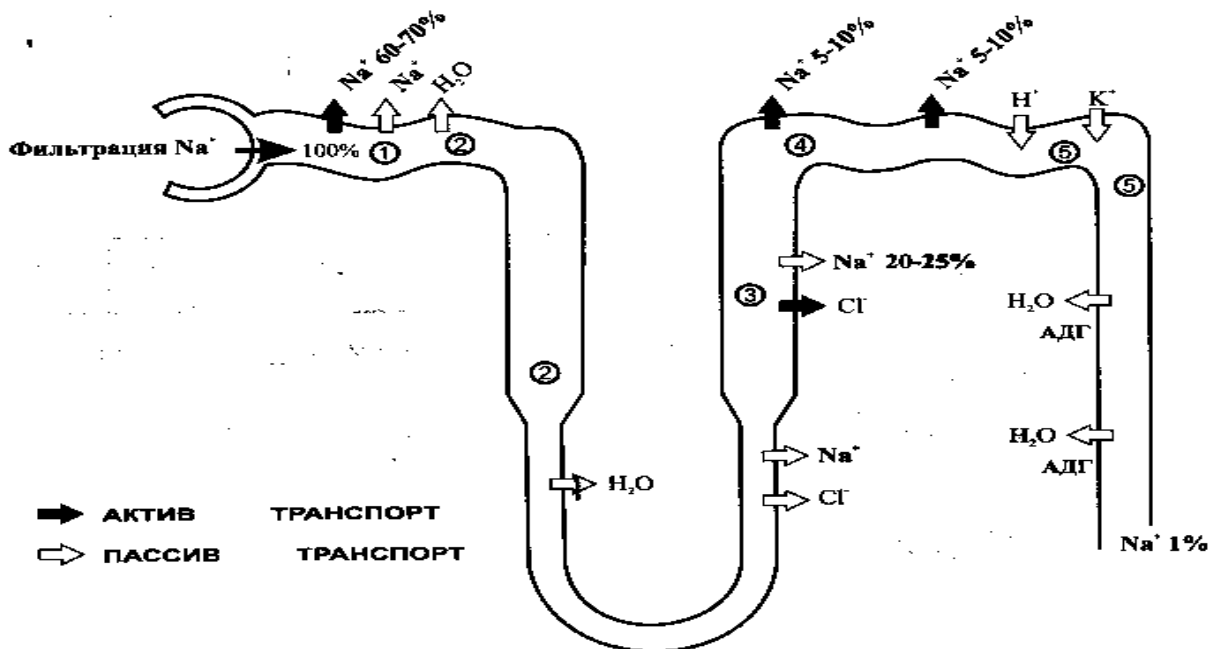 Na⁺ 60-70%
Na⁺
H₂O
Na⁺ 5-10%
Na⁺ 5-10%
H⁺
K⁺
Фильтрация Na⁺
100%
①
②
④
⑤
⑤
Na⁺ 20-25%
③
Cl⁻
H₂O
АДГ
②
H₂O
АДГ
Na⁺
H₂O
Cl⁻
АКТИВ ТРАНСПОРТ
ПАССИВ ТРАНСПОРТ
Na⁺ 1%